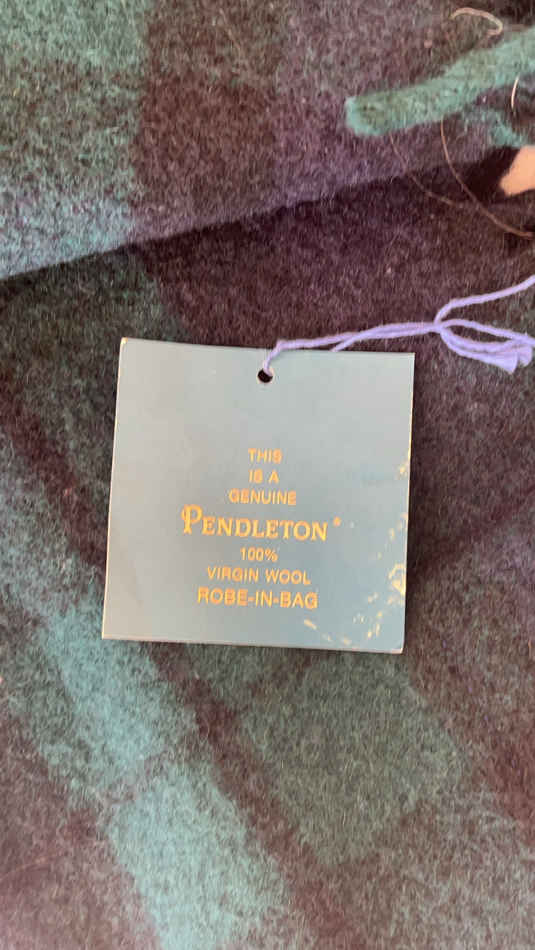 THIS
IS A
GENUINE
PENDLETON®
100%
VIRGIN WOOL
ROBE-IN-BAG